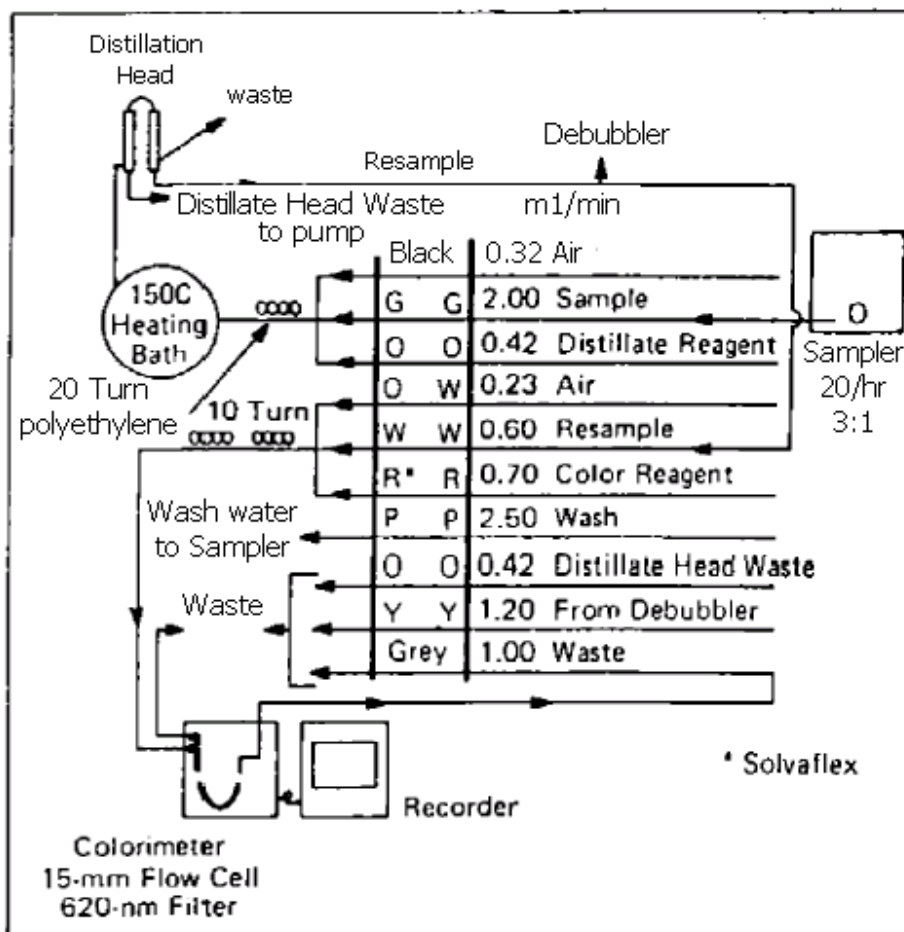 Distillation
Head
waste
Debubbler
Resample
Distillate Head Waste
to pump
m1/min
Black 0.32 Air
150C
Heating
Bath
G G 2.00 Sample
O
O O 0.42 Distillate Reagent
Sampler
20/hr
3:1
20 Turn
polyethylene
O W 0.23 Air
10 Turn
W W 0.60 Resample
R* R 0.70 Color Reagent
Wash water
to Sampler
P P 2.50 Wash
O O 0.42 Distillate Head Waste
Waste
Y Y 1.20 From Debubbler
Grey 1.00 Waste
* Solvaflex
Recorder
Colorimeter
15-mm Flow Cell
620-nm Filter